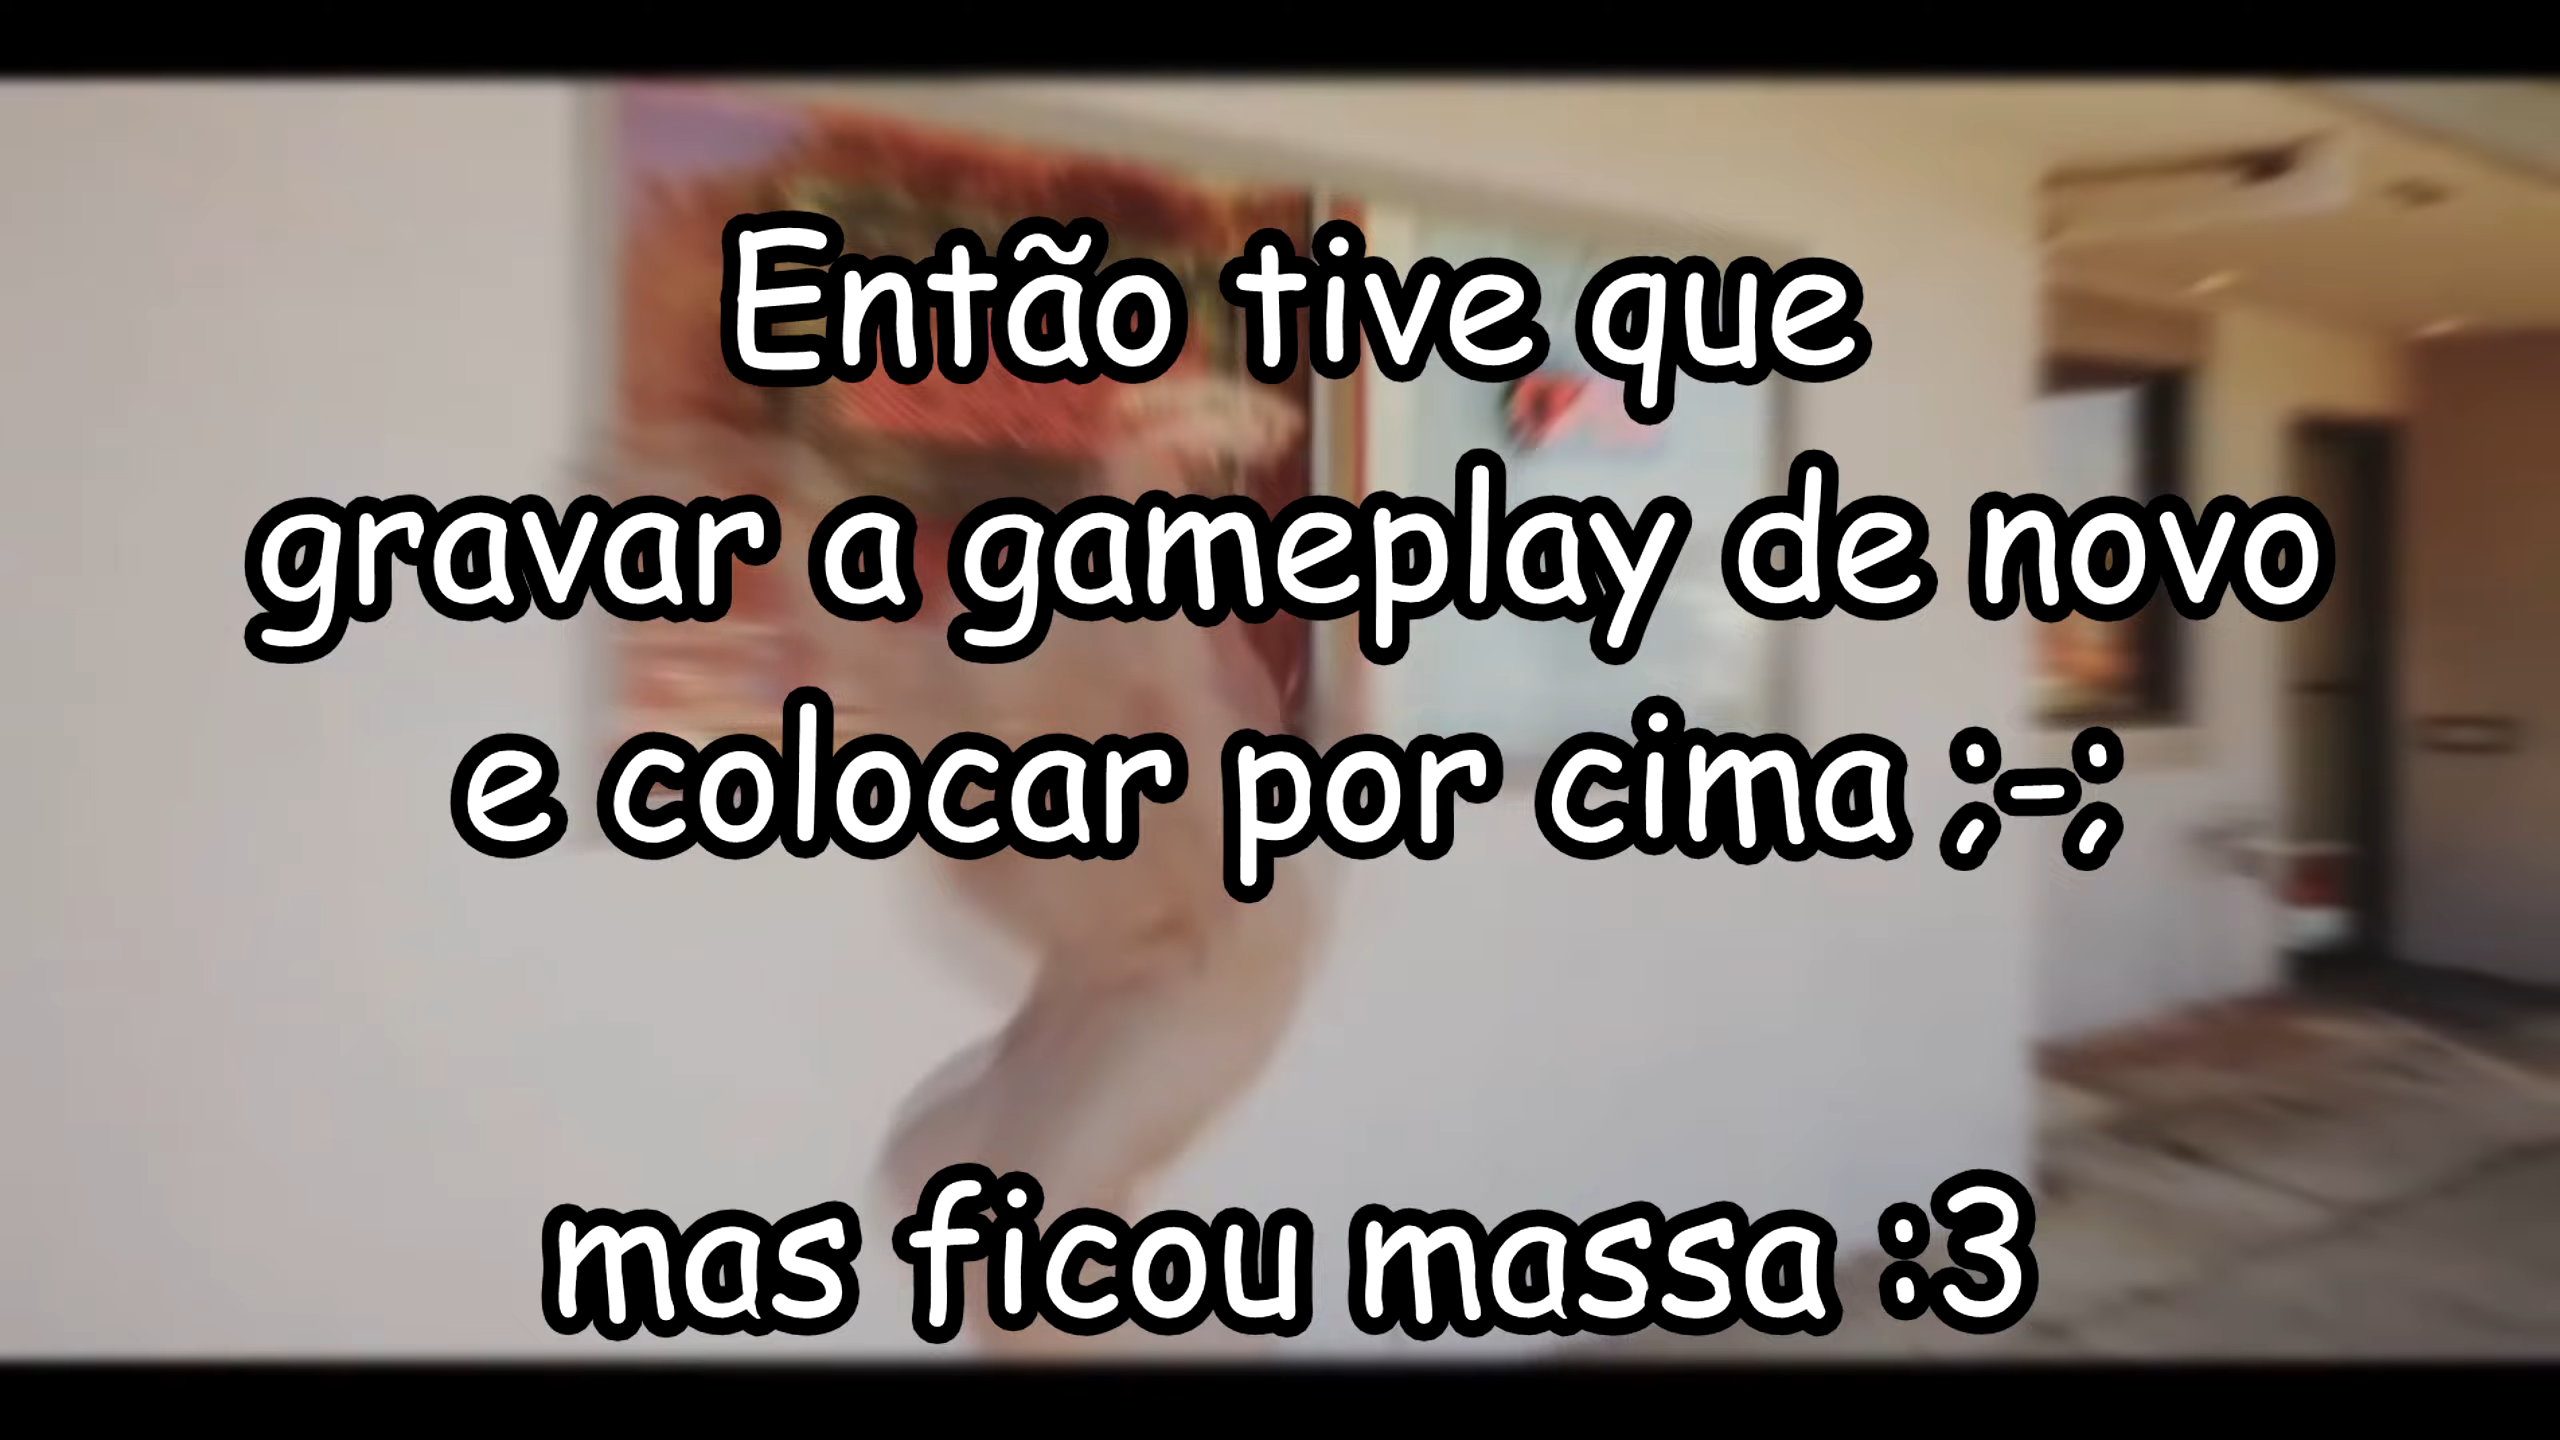 Então tive que
gravar a gameplay de novo
e colocar por cima ;-;
mas ficou massa :3